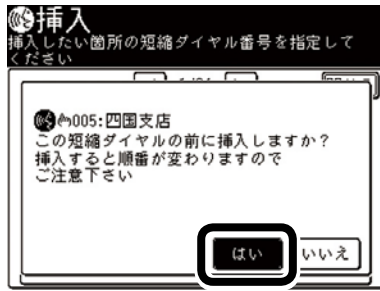 挿入
挿入したい箇所の短縮ダイヤル番号を指定して
ください
005:四国支店
この短縮ダイヤルの前に挿入しますか?
挿入すると順番が変わりますので
ご注意下さい
はい いいえ